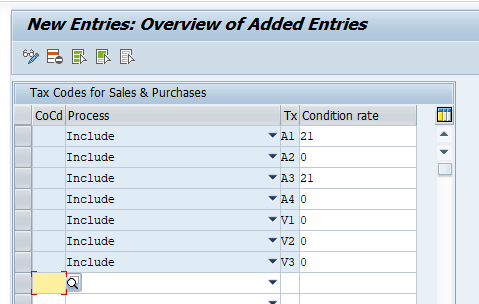 New Entries: Overview of Added Entries
Tax Codes for Sales & Purchases
CoCd Process Tx Condition rate
Include A1 21
Include A2 0
Include A3 21
Include A4 0
Include V1 0
Include V2 0
Include V3 0